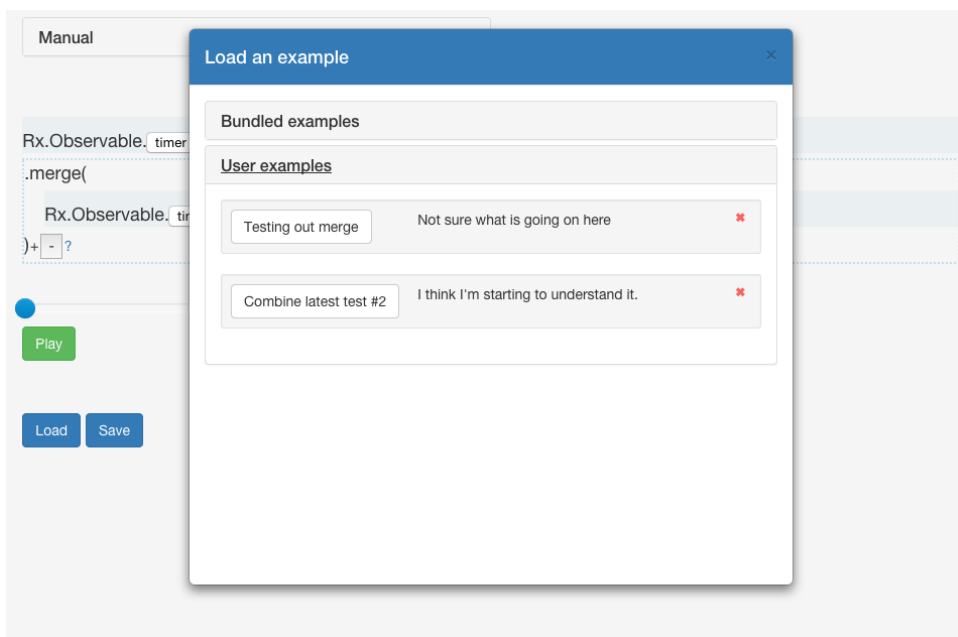 Manual
Load an example
×
Bundled examples
Rx.Observable. timer
User examples
.merge(
Rx.Observable.
Testing out merge
Not sure what is going on here
)+ - ?
Combine latest test #2
I think I'm starting to understand it.
Play
Load
Save